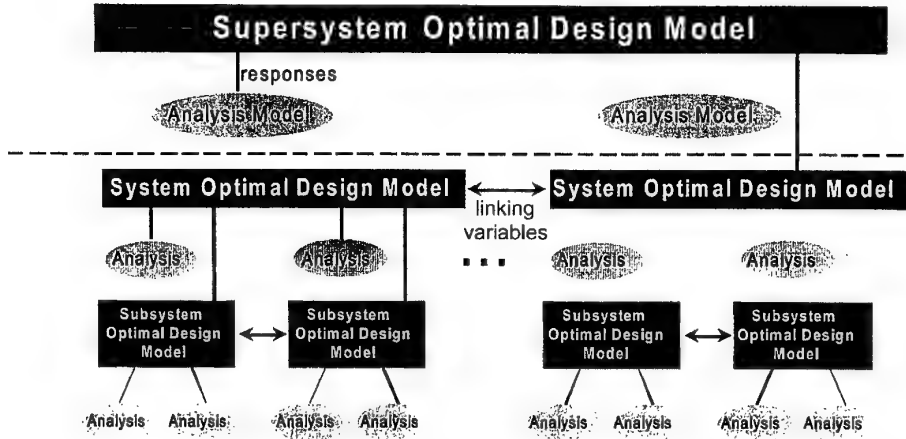 Supersystem Optimal Design Model
responses
Analysis Model
Analysis Model
System Optimal Design Model
System Optimal Design Model
linking
variables
Analysis
Analysis
...
Analysis
Analysis
Subsystem
Optimal Design
Model
Subsystem
Optimal Design
Model
Subsystem
Optimal Design
Model
Subsystem
Optimal Design
Model
Analysis
Analysis
Analysis
Analysis
Analysis
Analysis
Analysis
Analysis